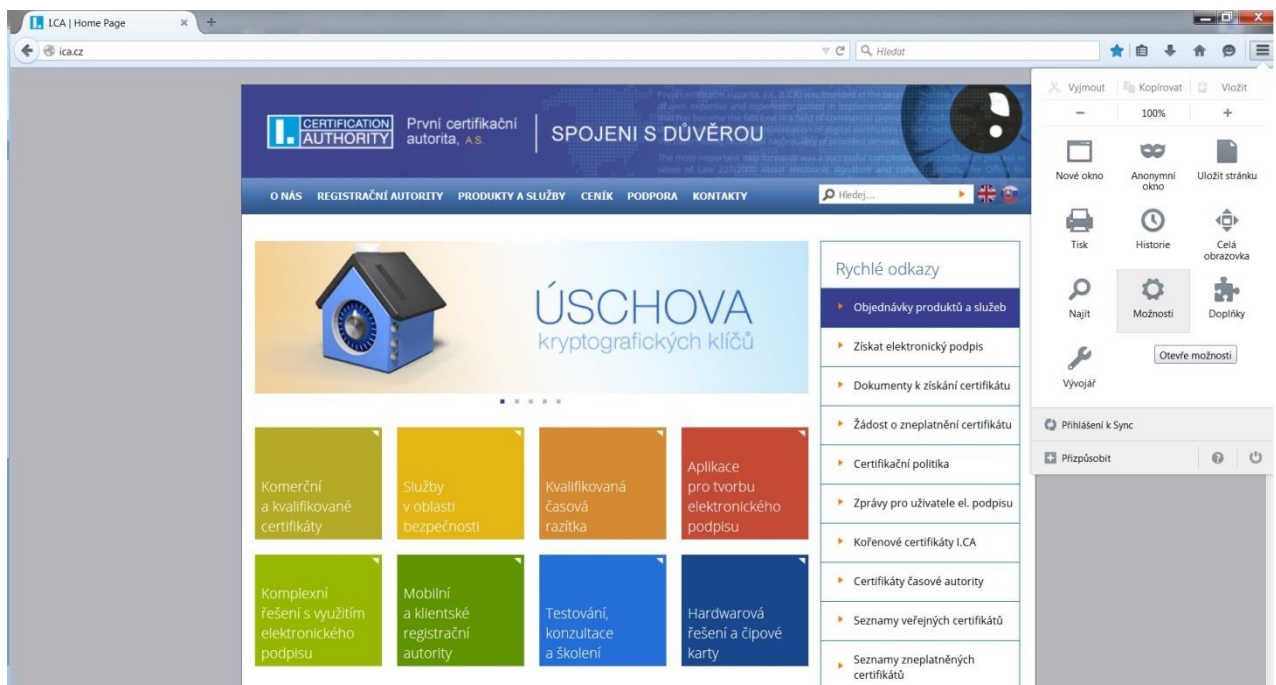 I.CA | Home Page
ica.cz
Hledat
Vyjmout
Kopírovat
Vložit
100%
Nové okno
Anonymní
okno
Uložit stránku
Tisk
Historie
Celá
obrazovka
Najít
Možnosti
Doplňky
Otevře možnosti
Vývojář
Přihlášení k Sync
Přizpůsobit
CERTIFICATION
AUTHORITY
První certifikační
autorita, A.S.
SPOJENI S DŮVĚROU
O NÁS REGISTRAČNÍ AUTORITY PRODUKTY A SLUŽBY CENÍK PODPORA KONTAKTY
Hledej...
ÚSCHOVA
kryptografických klíčů
Rychlé odkazy
Objednávky produktů a služeb
Získat elektronický podpis
Dokumenty k získání certifikátu
Žádost o zneplatnění certifikátu
Certifikační politika
Zprávy pro uživatele el. podpisu
Kořenové certifikáty I.CA
Certifikáty časové autority
Seznamy veřejných certifikátů
Seznamy zneplatněných
certifikátů
Komerční
a kvalifikované
certifikáty
Služby
v oblasti
bezpečnosti
Kvalifikovaná
časová
razítka
Aplikace
pro tvorbu
elektronického
podpisu
Komplexní
řešení s využitím
elektronického
podpisu
Mobilní
a klientské
registrační
autority
Testování,
konzultace
a školení
Hardwarová
řešení a čipové
karty